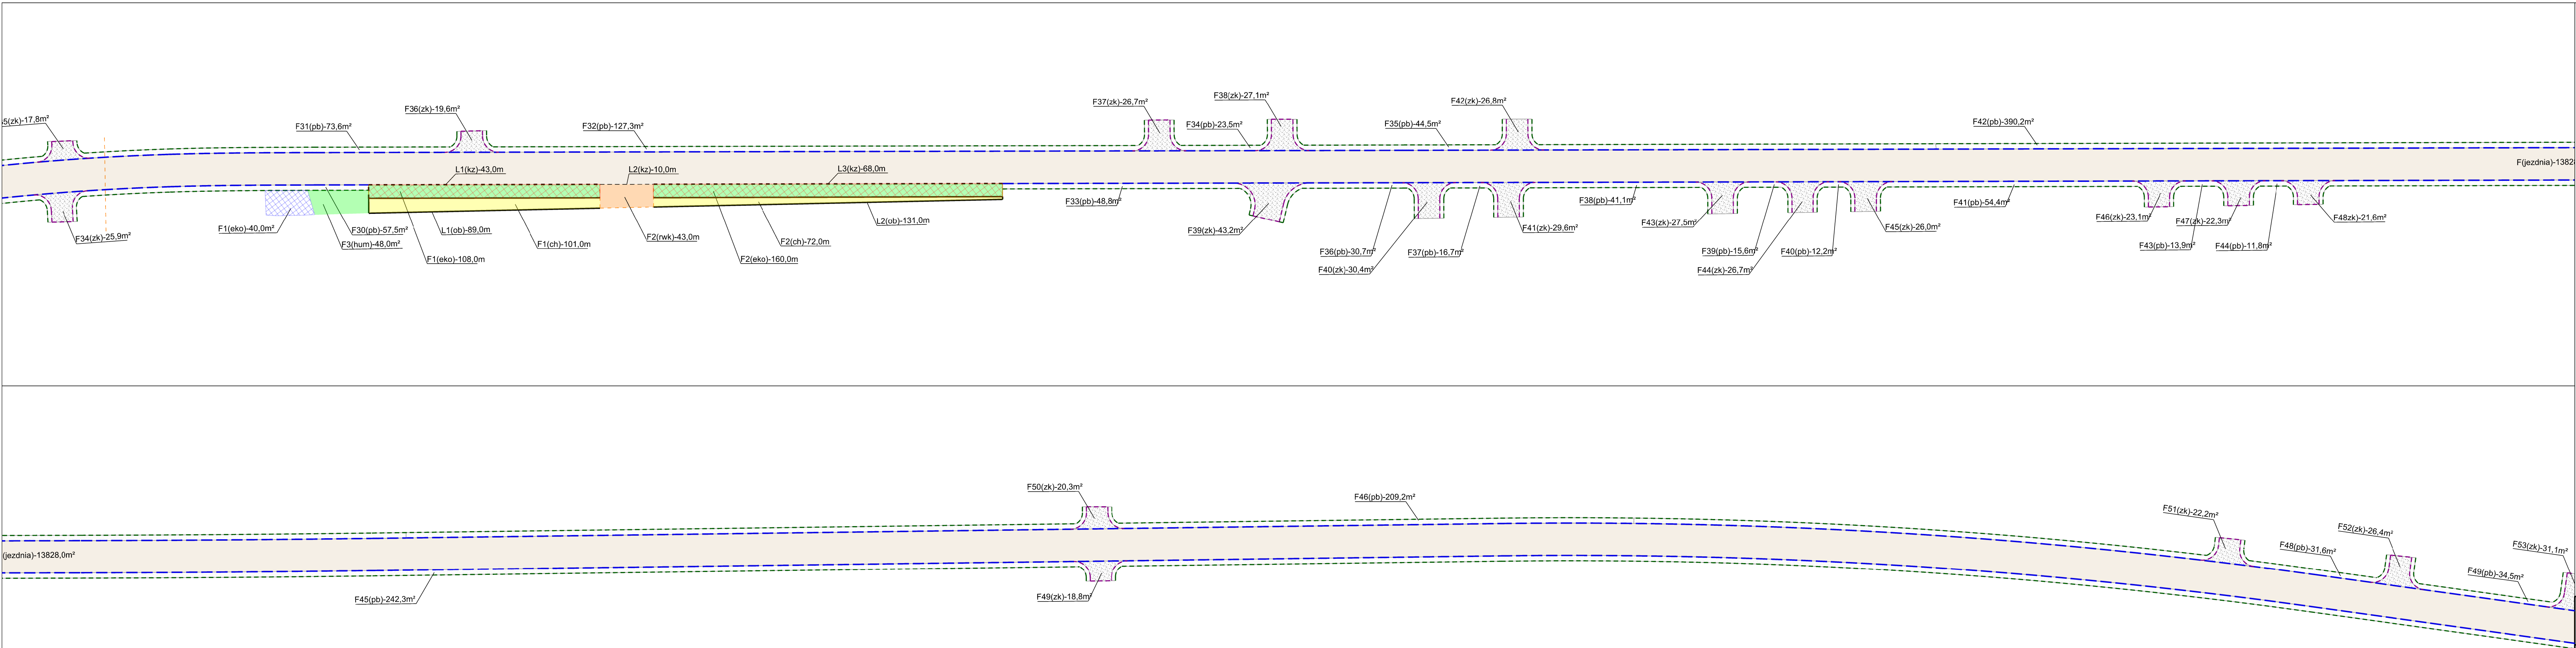 F38(zk)-27,1m²
F42(zk)-26,8m²
F37(zk)-26,7m²
F36(zk)-19,6m²
5(zk)-17,8m²
F31(pb)-73,6m²
F32(pb)-127,3m²
F34(pb)-23,5m²
F35(pb)-44,5m²
F42(pb)-390,2m²
F(jezdnia)-1382
L1(kz)-43,0m
L2(kz)-10,0m
L3(kz)-68,0m
F33(pb)-48,8m²
F38(pb)-41,1m²
F41(pb)-54,4m²
F34(zk)-25,9m²
F1(eko)-40,0m²
F30(pb)-57,5m²
F3(hum)-48,0m²
F1(eko)-108,0m
L1(ob)-89,0m
F1(ch)-101,0m
F2(rwk)-43,0m
F2(eko)-160,0m
F2(ch)-72,0m
L2(ob)-131,0m
F39(zk)-43,2m²
F36(pb)-30,7m²
F40(zk)-30,4m²
F37(pb)-16,7m²
F41(zk)-29,6m²
F43(zk)-27,5m²
F39(pb)-15,6m²
F44(zk)-26,7m²
F40(pb)-12,2m²
F45(zk)-26,0m²
F46(zk)-23,1m²
F43(pb)-13,9m²
F47(zk)-22,3m²
F44(pb)-11,8m²
F48zk)-21,6m²
F50(zk)-20,3m²
F46(pb)-209,2m²
F51(zk)-22,2m²
F52(zk)-26,4m²
F48(pb)-31,6m²
F53(zk)-31,1m²
F49(pb)-34,5m²
(jezdnia)-13828,0m²
F45(pb)-242,3m²
F49(zk)-18,8m²